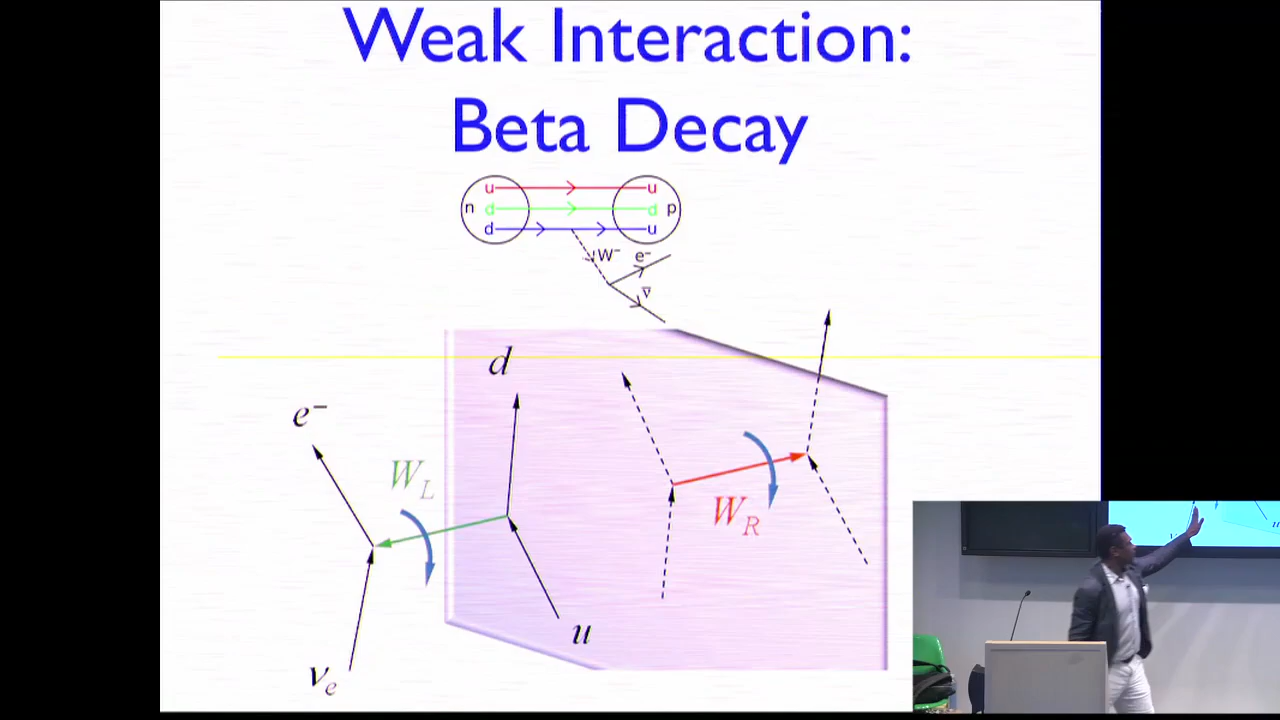 Weak Interaction:
Beta Decay
u u
n d d p
d u
W⁻ e⁻
ν̅
d
e⁻
W_L
W_R
u
ν_e